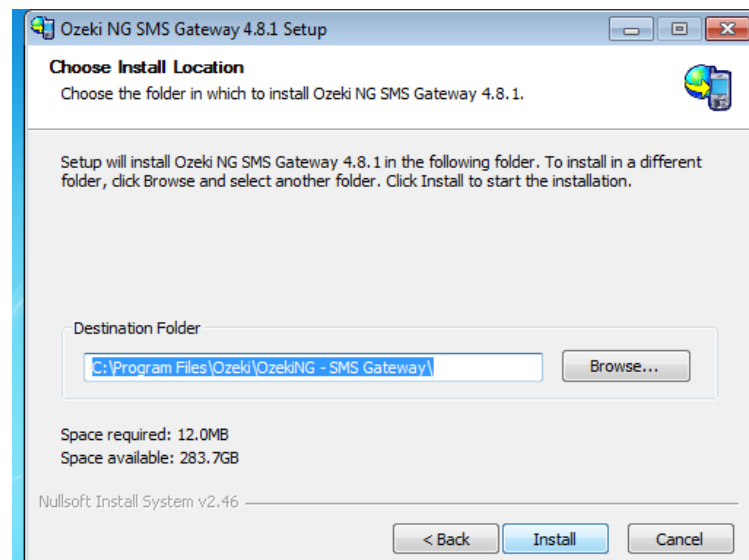 Ozeki NG SMS Gateway 4.8.1 Setup
Choose Install Location
Choose the folder in which to install Ozeki NG SMS Gateway 4.8.1.
Setup will install Ozeki NG SMS Gateway 4.8.1 in the following folder. To install in a different
folder, click Browse and select another folder. Click Install to start the installation.
Destination Folder
C:\Program Files\Ozeki\OzekiNG - SMS Gateway\
Browse...
Space required: 12.0MB
Space available: 283.7GB
Nullsoft Install System v2.46
< Back
Install
Cancel